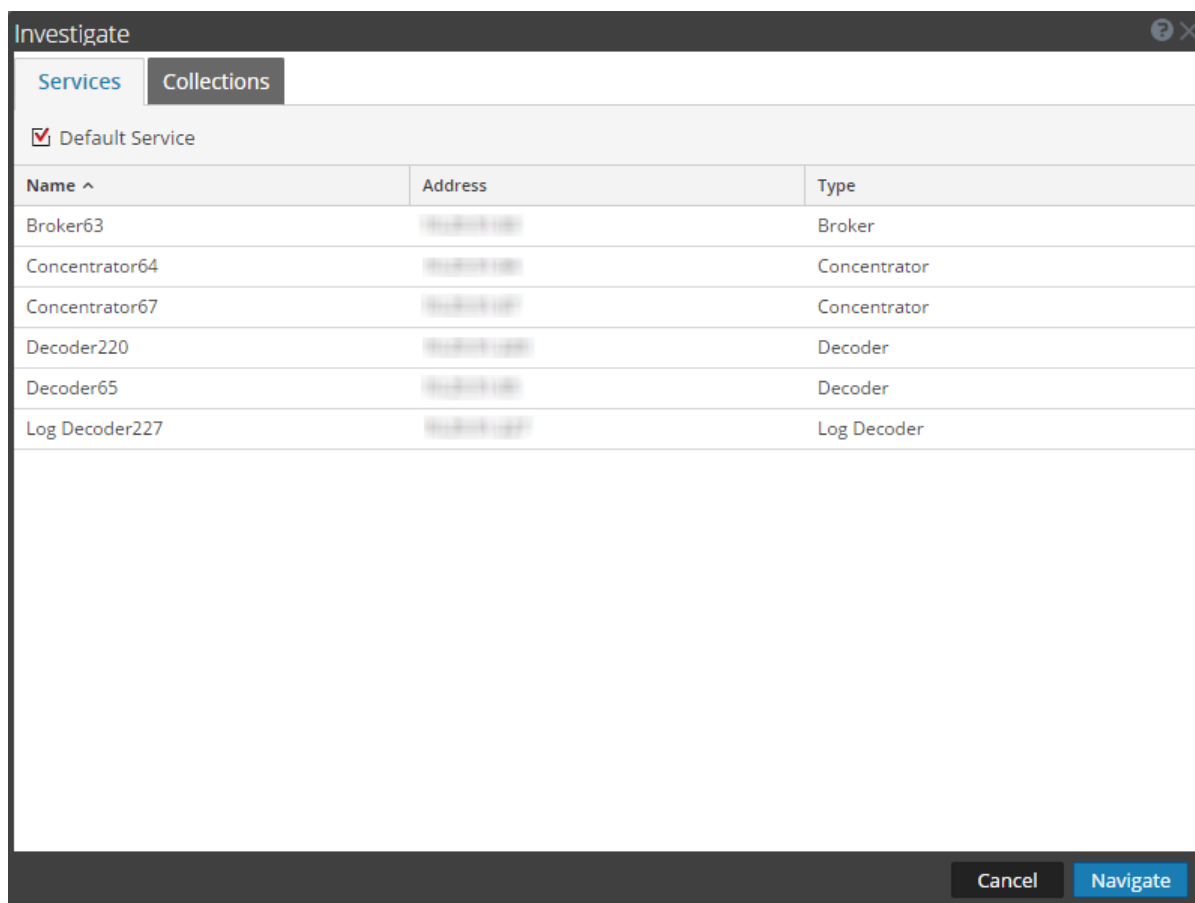 Investigate
Services Collections
Default Service
Name Address Type
Broker63 Broker
Concentrator64 Concentrator
Concentrator67 Concentrator
Decoder220 Decoder
Decoder65 Decoder
Log Decoder227 Log Decoder
Cancel Navigate